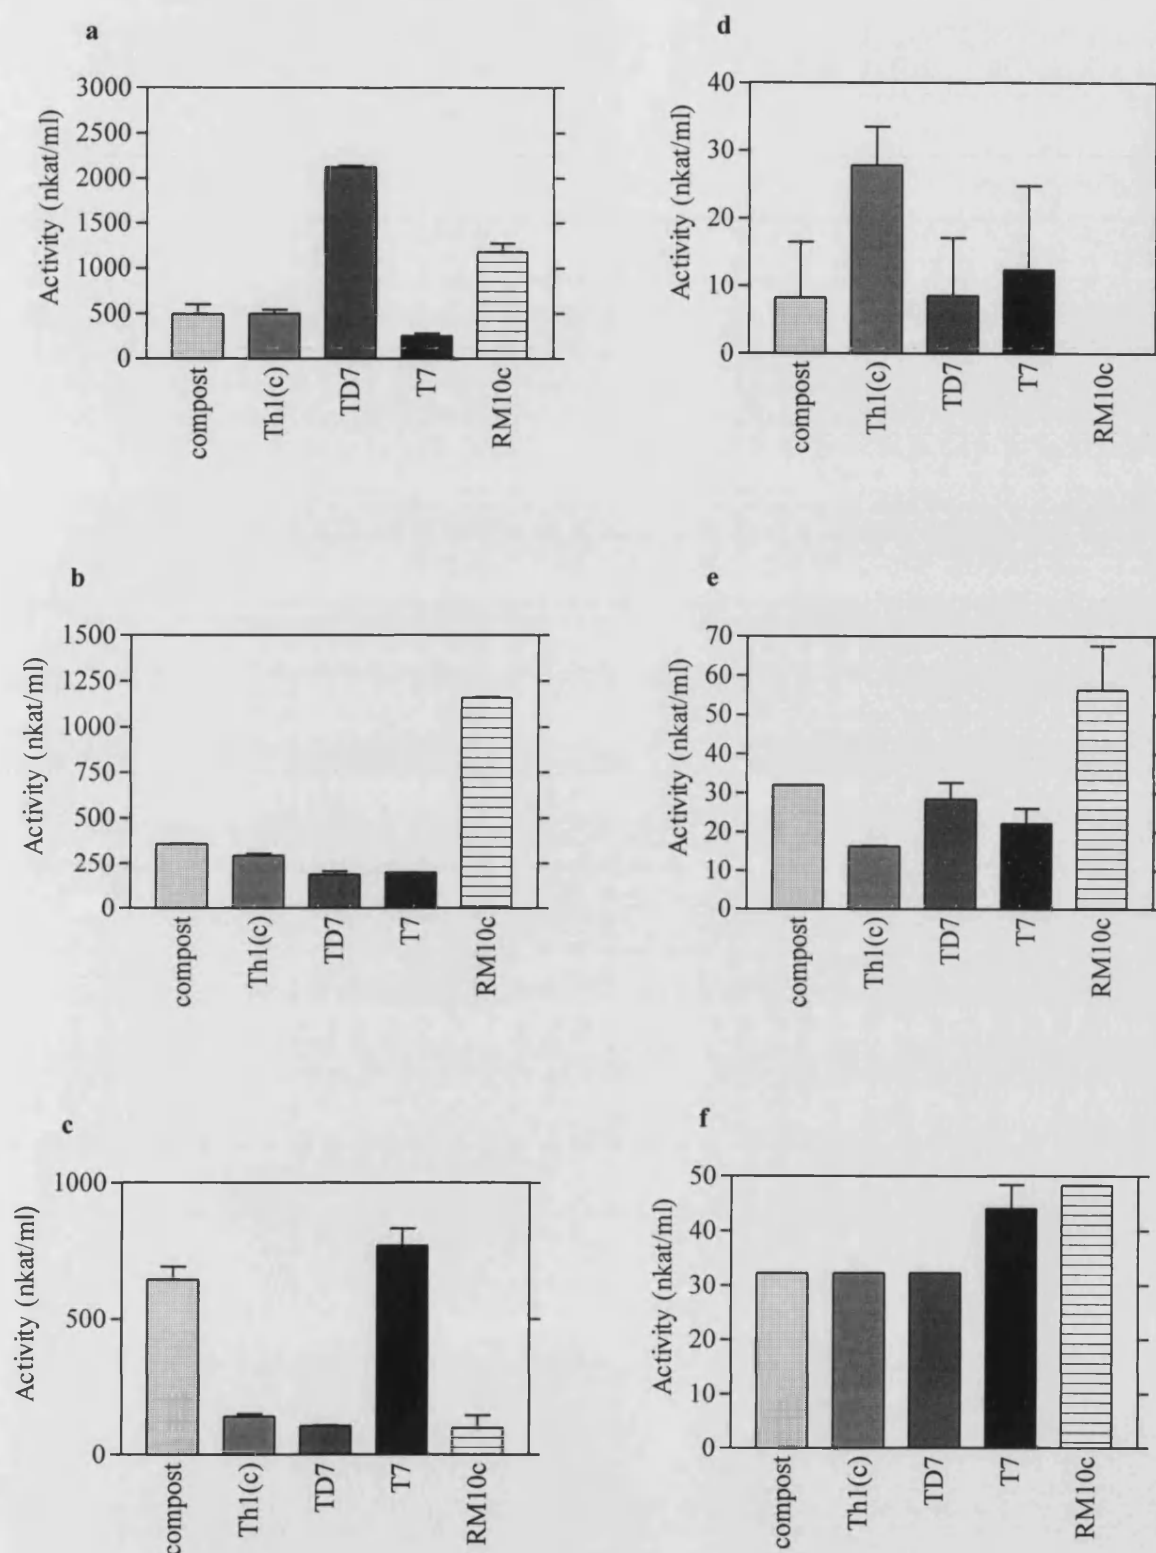 a
Activity (nkat/ml)
3000
2500
2000
1500
1000
500
0
compost
Th1(c)
TD7
T7
RM10c
d
Activity (nkat/ml)
40
30
20
10
0
compost
Th1(c)
TD7
T7
RM10c
b
Activity (nkat/ml)
1500
1250
1000
750
500
250
0
compost
Th1(c)
TD7
T7
RM10c
e
Activity (nkat/ml)
70
60
50
40
30
20
10
0
compost
Th1(c)
TD7
T7
RM10c
c
Activity (nkat/ml)
1000
500
0
compost
Th1(c)
TD7
T7
RM10c
f
Activity (nkat/ml)
50
40
30
20
10
0
compost
Th1(c)
TD7
T7
RM10c